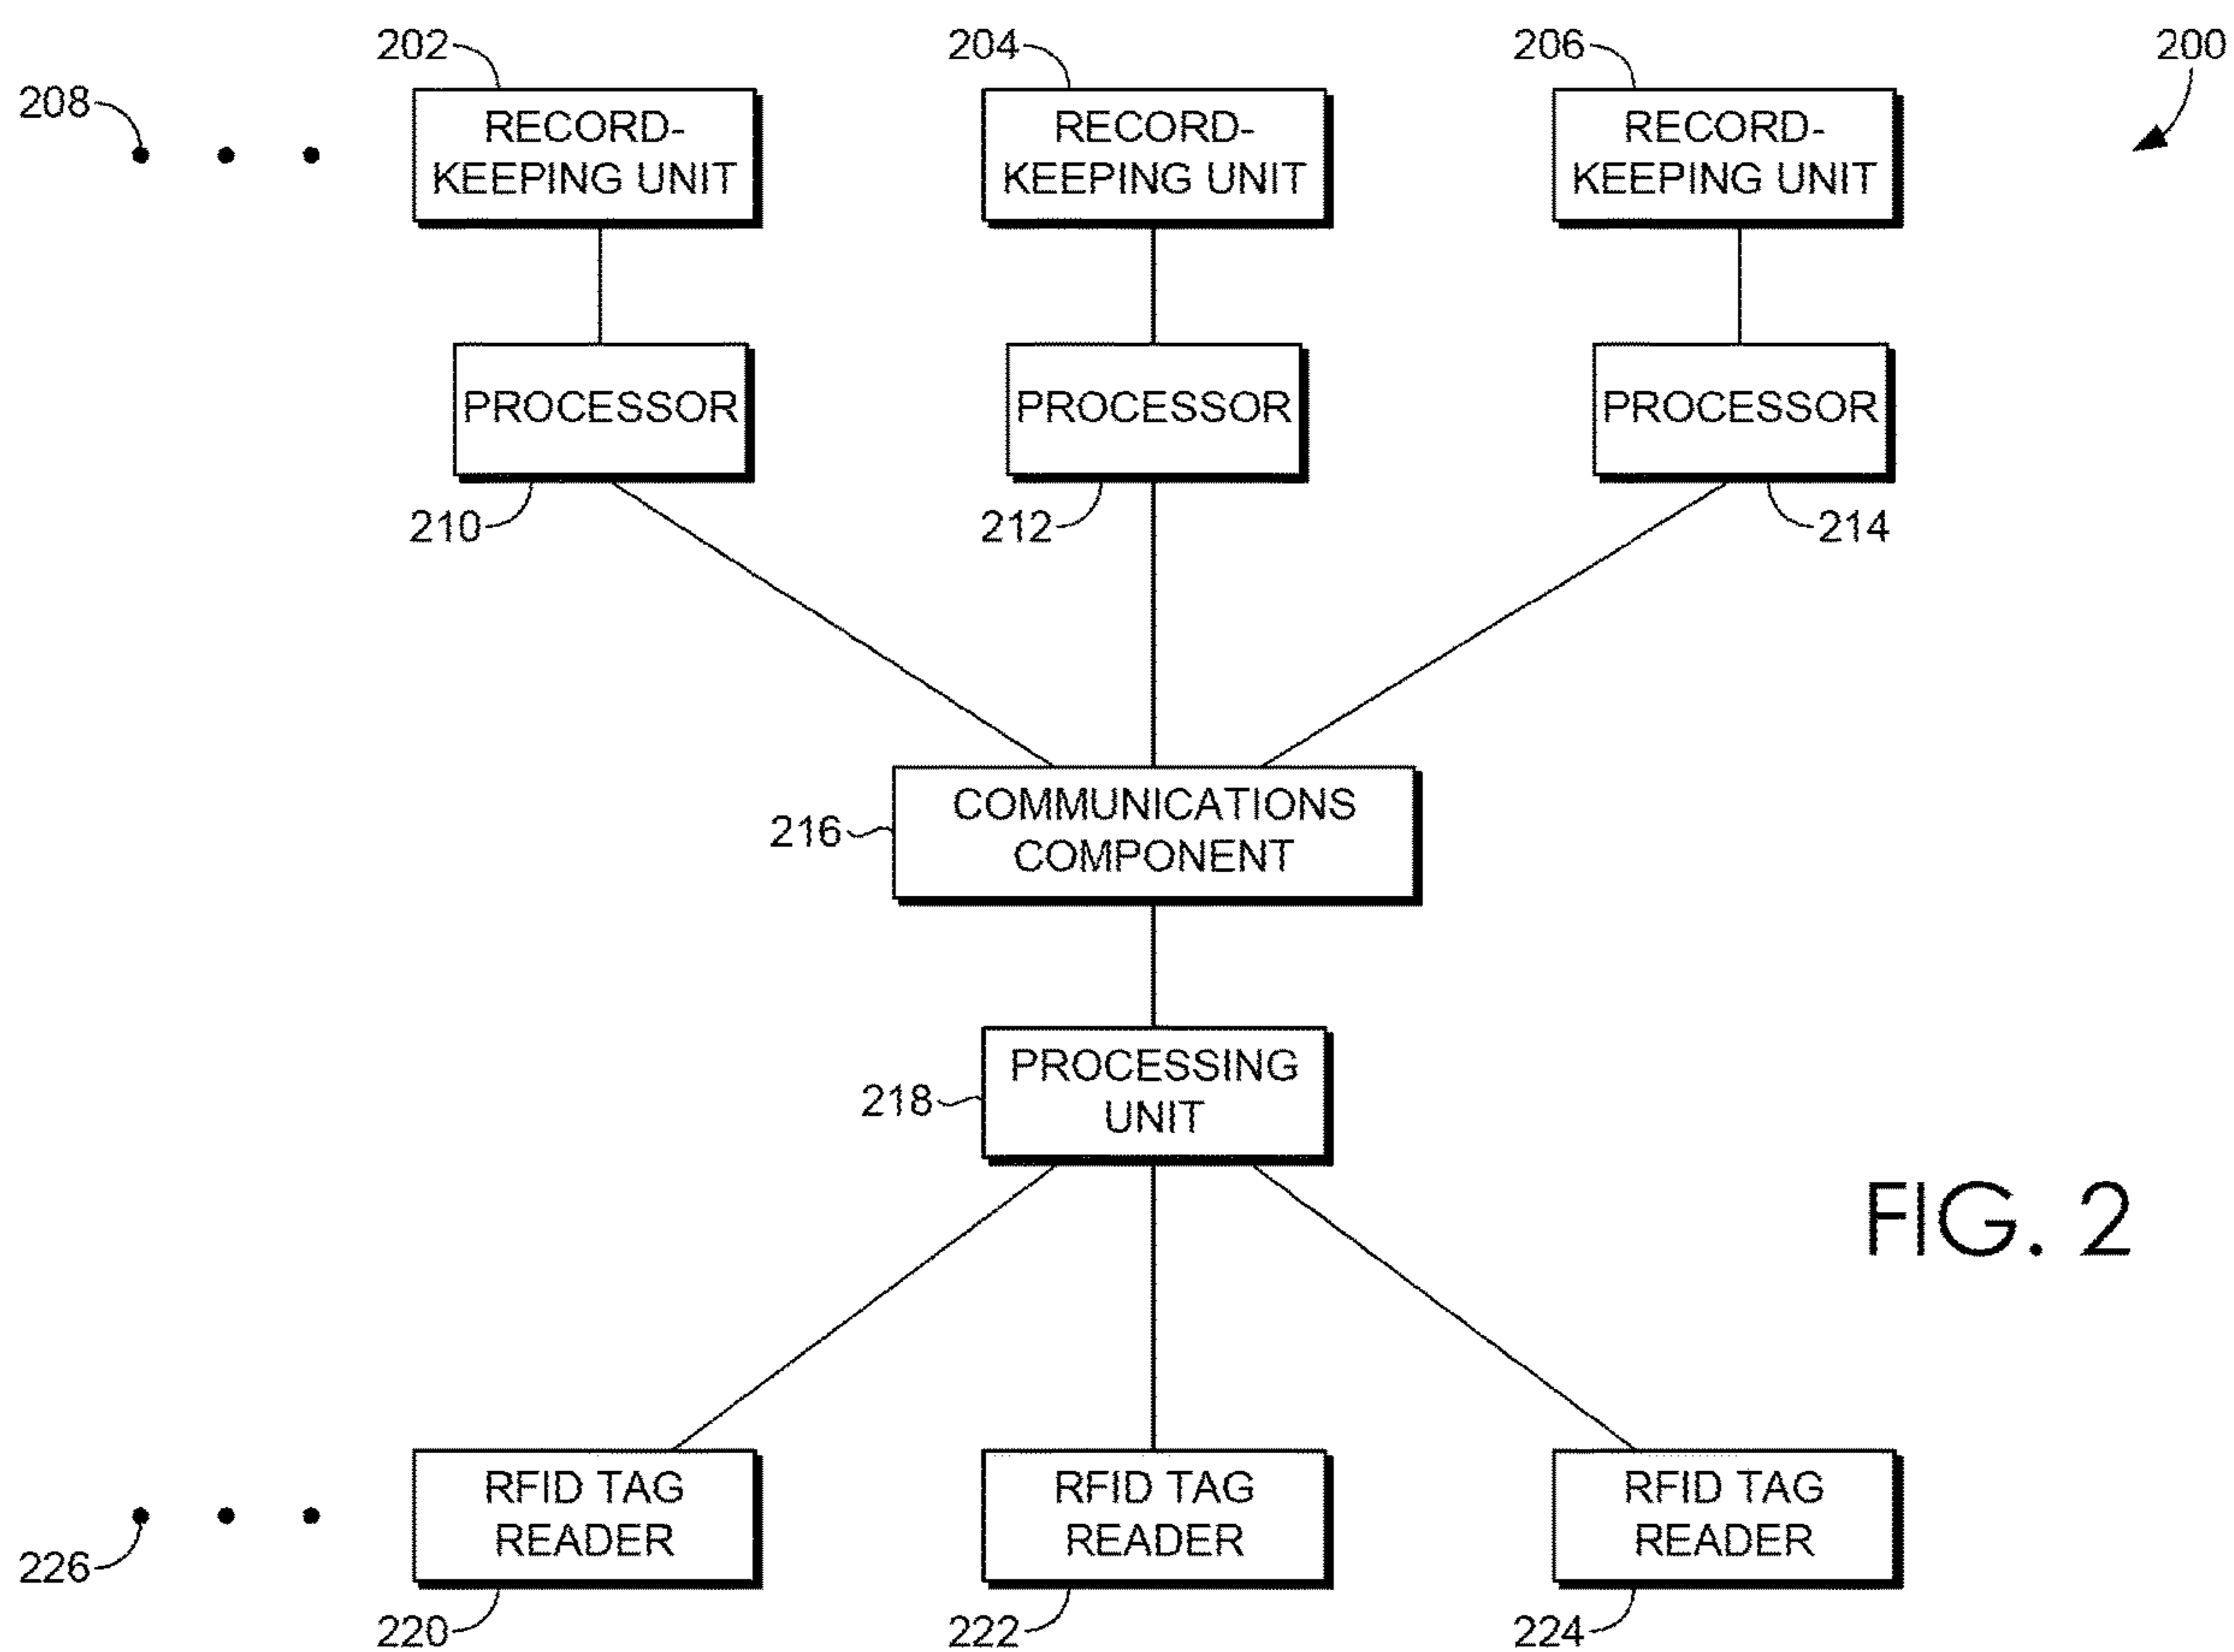 202
204
206
200
208
RECORD-
KEEPING UNIT
RECORD-
KEEPING UNIT
RECORD-
KEEPING UNIT
PROCESSOR
PROCESSOR
PROCESSOR
210
212
214
COMMUNICATIONS
COMPONENT
216
PROCESSING
UNIT
218
FIG. 2
RFID TAG
READER
RFID TAG
READER
RFID TAG
READER
226
220
222
224